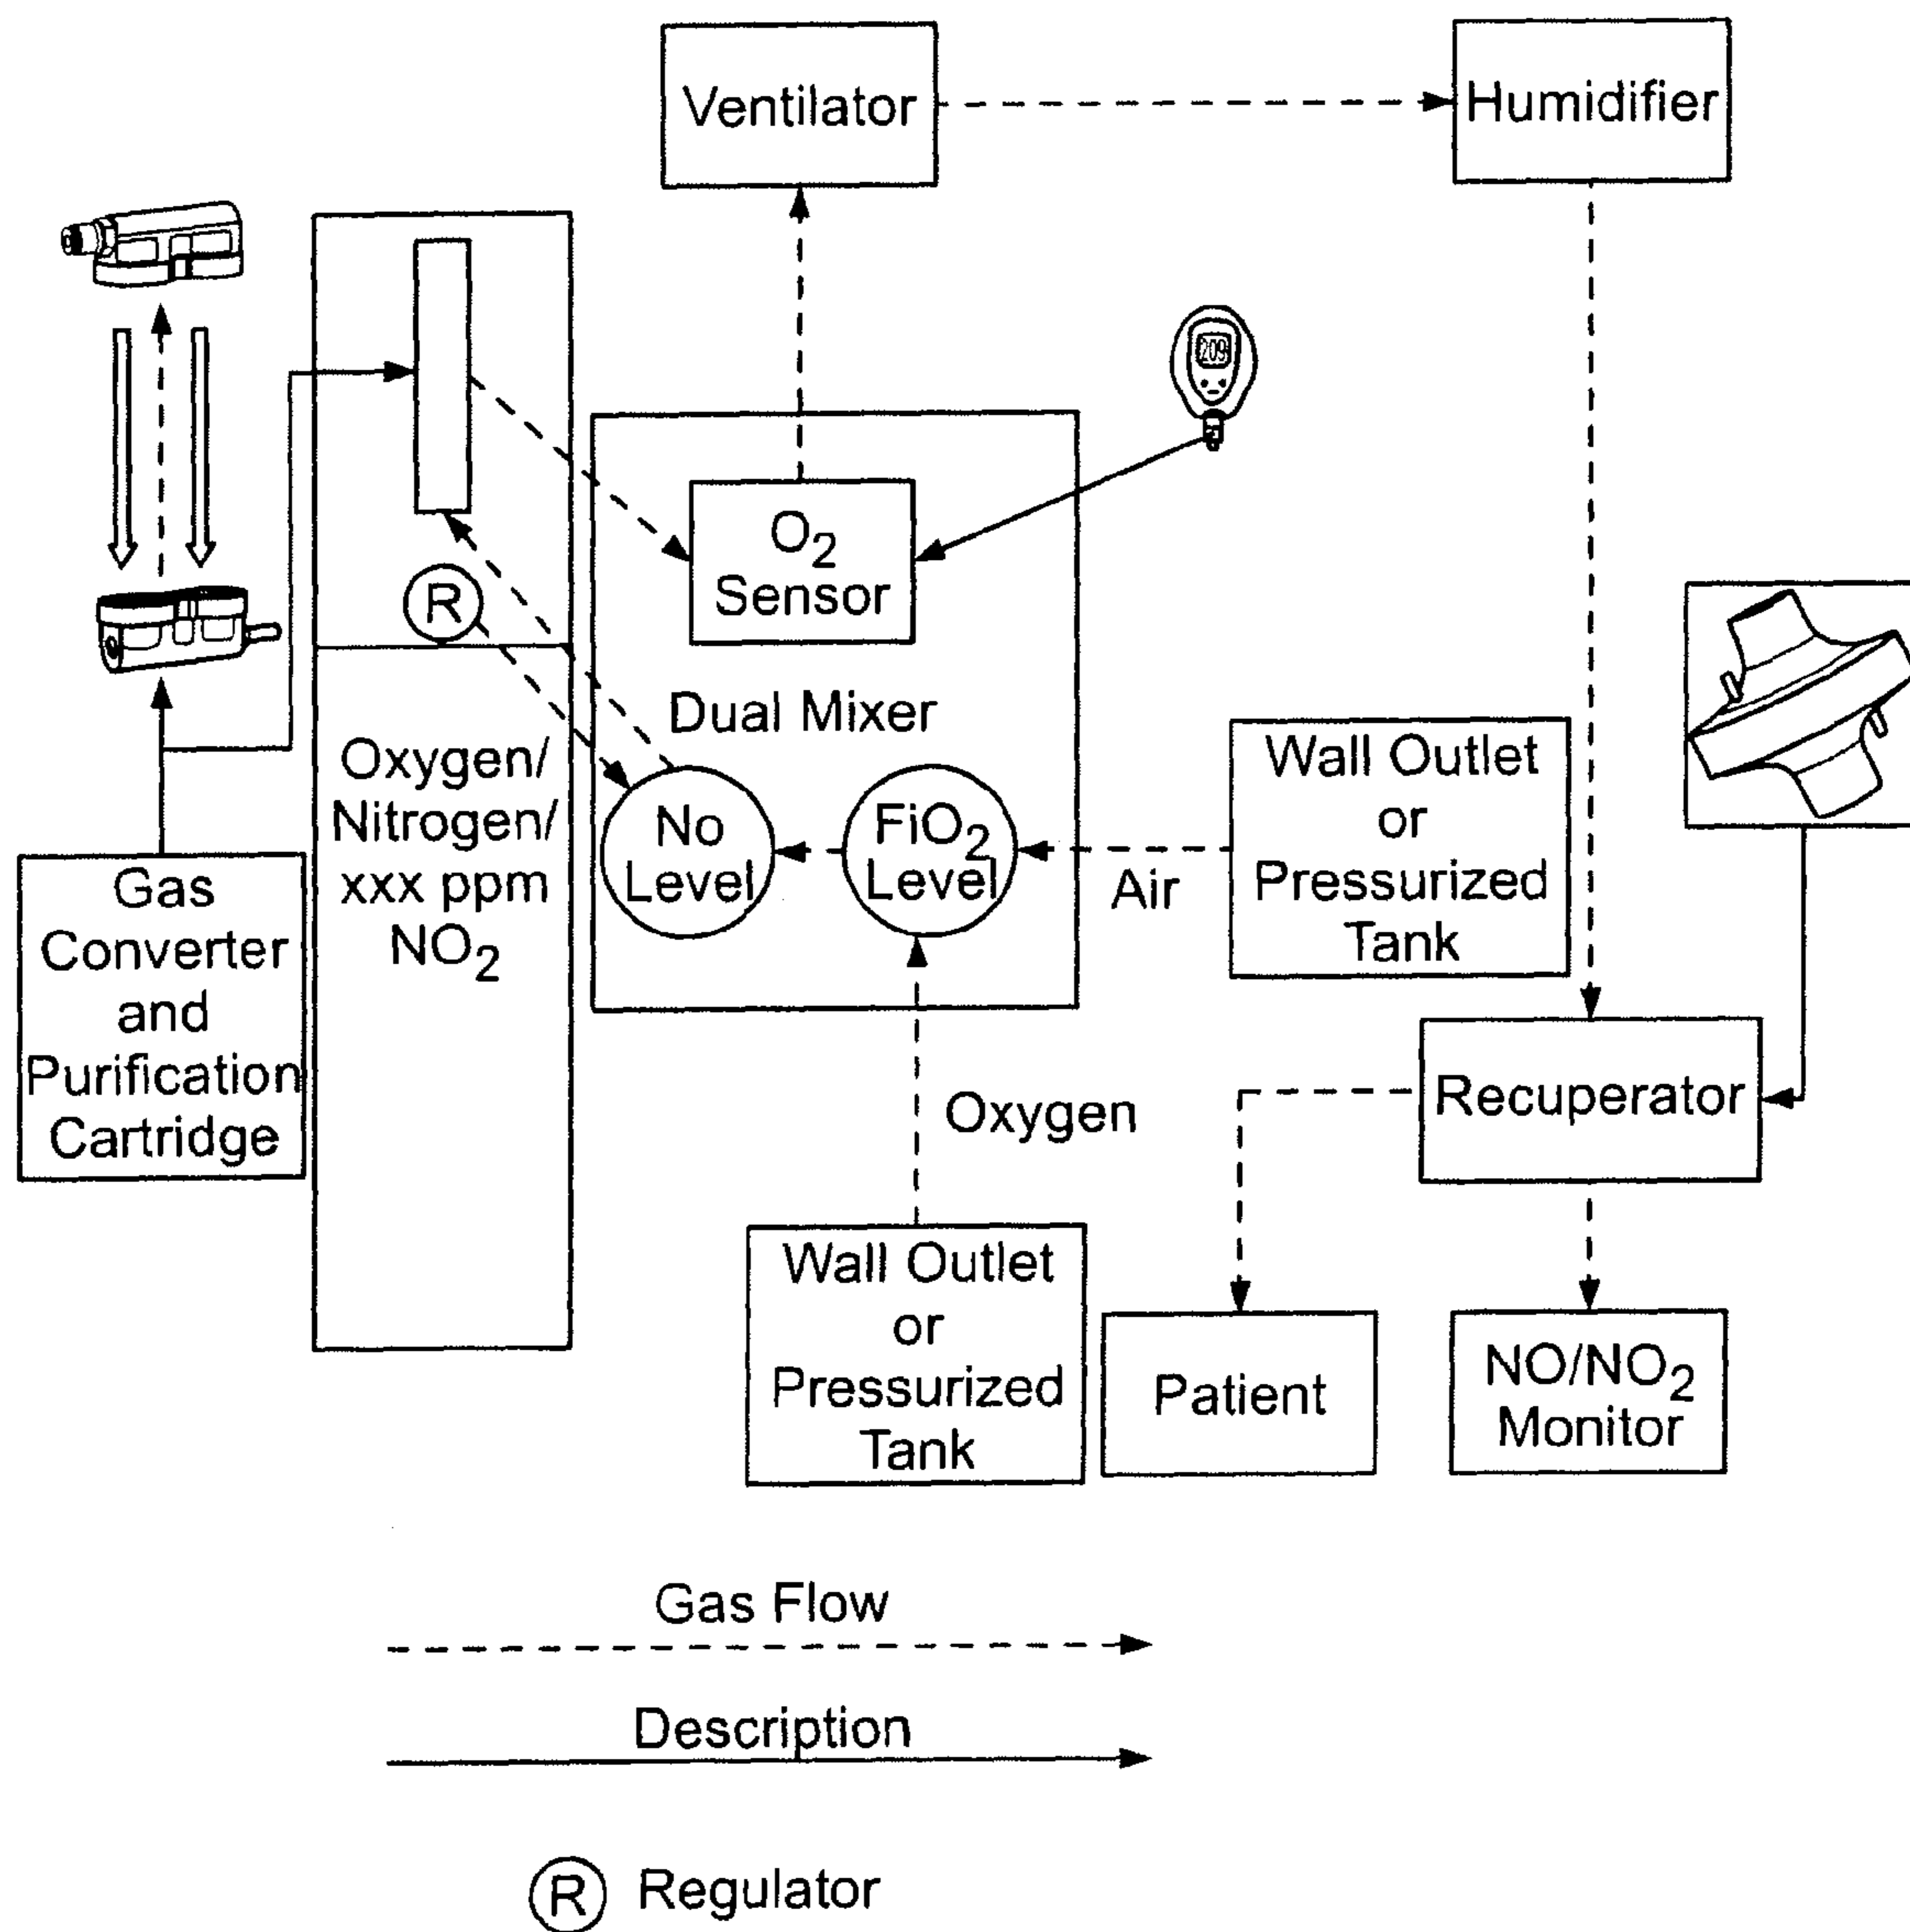 Ventilator
Humidifier
209
O2
Sensor
R
Dual Mixer
Oxygen/
Nitrogen/
xxx ppm
NO2
No
Level
FiO2
Level
Air
Wall Outlet
or
Pressurized
Tank
Gas
Converter
and
Purification
Cartridge
Oxygen
Recuperator
Wall Outlet
or
Pressurized
Tank
Patient
NO/NO2
Monitor
Gas Flow
Description
R Regulator